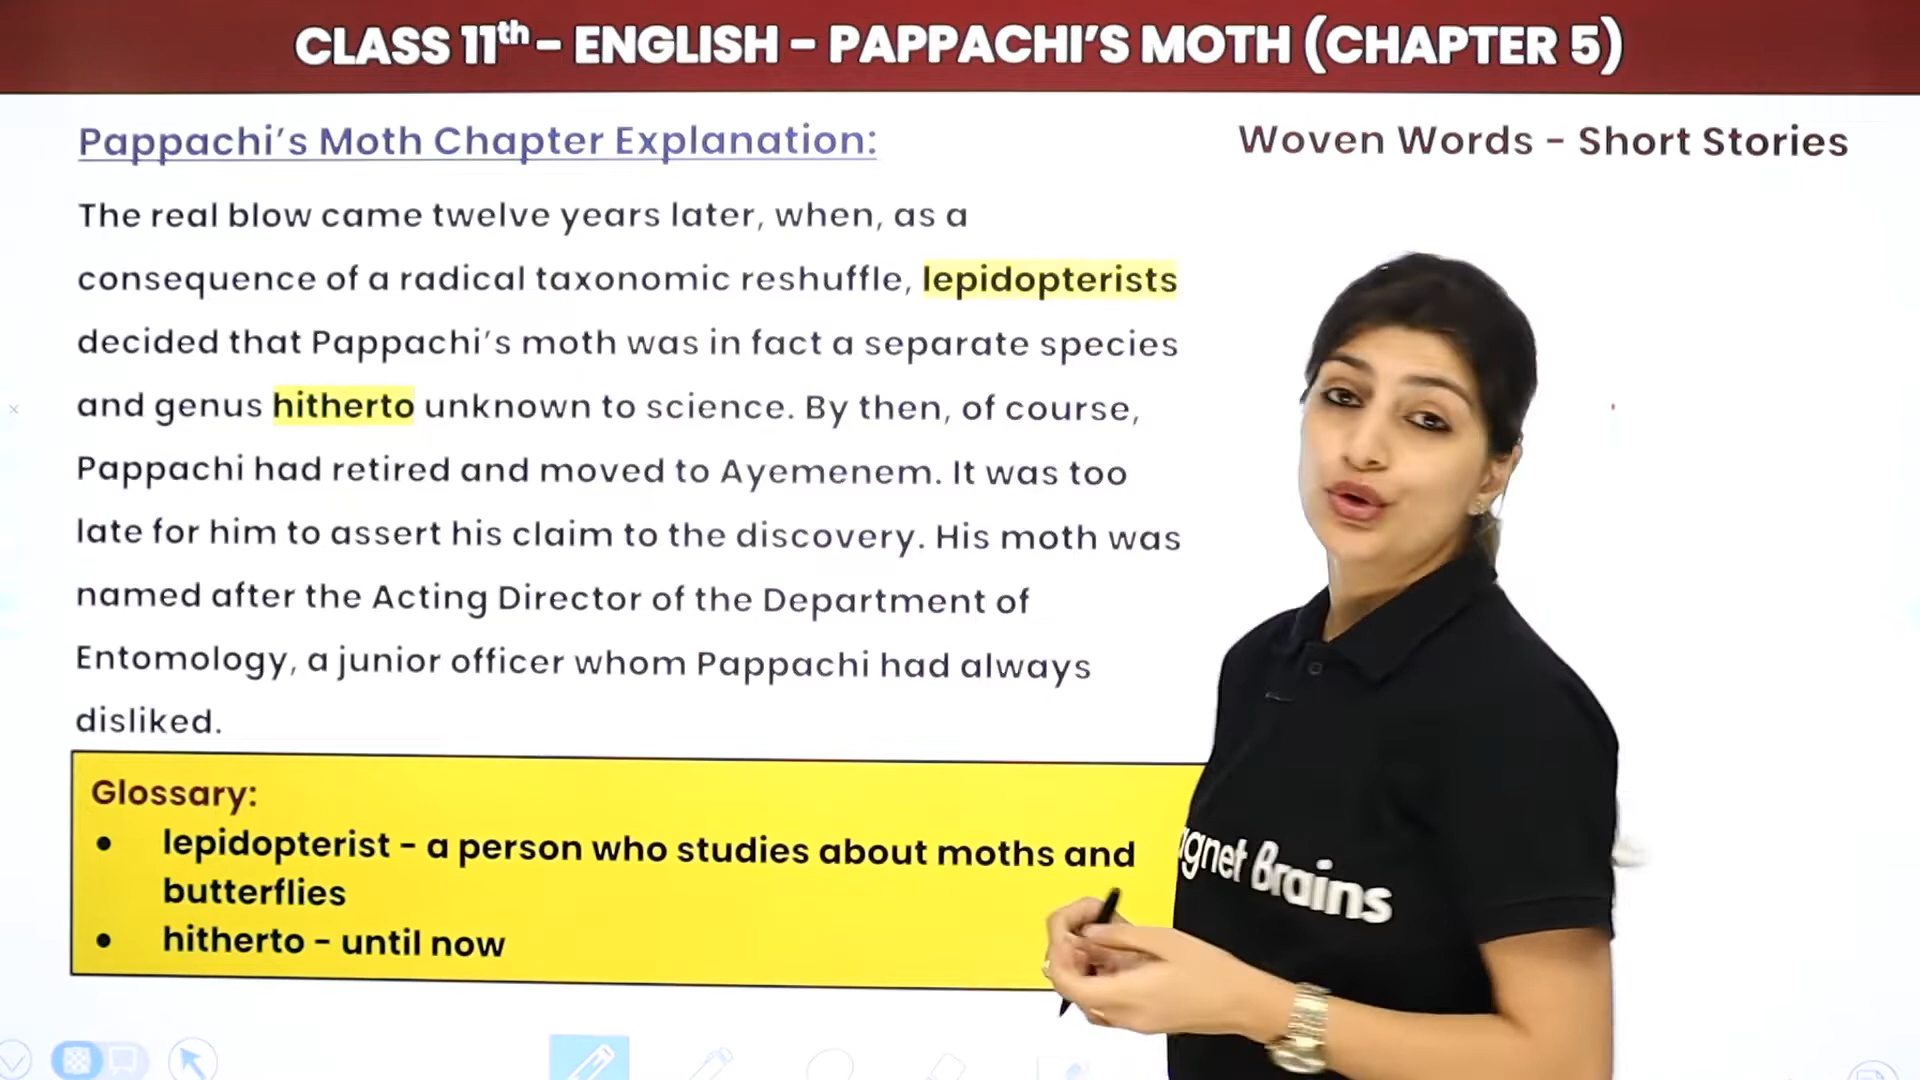 CLASS 11th – ENGLISH – PAPPACHI'S MOTH (CHAPTER 5)
Pappachi's Moth Chapter Explanation:
Woven Words – Short Stories
The real blow came twelve years later, when, as a
consequence of a radical taxonomic reshuffle, lepidopterists
decided that Pappachi's moth was in fact a separate species
and genus hitherto unknown to science. By then, of course,
Pappachi had retired and moved to Ayemenem. It was too
late for him to assert his claim to the discovery. His moth was
named after the Acting Director of the Department of
Entomology, a junior officer whom Pappachi had always
disliked.
Glossary:
• lepidopterist – a person who studies about moths and
butterflies
• hitherto – until now
Brains